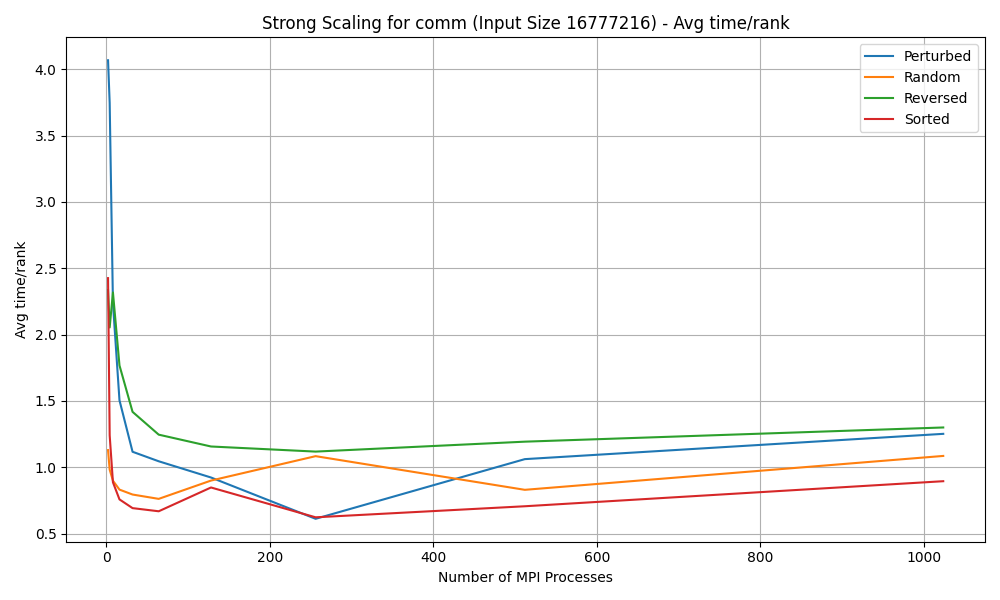 Strong Scaling for comm (Input Size 16777216) - Avg time/rank
Perturbed
Random
Reversed
Sorted
Avg time/rank
4.0
3.5
3.0
2.5
2.0
1.5
1.0
0.5
0
200
400
600
800
1000
Number of MPI Processes